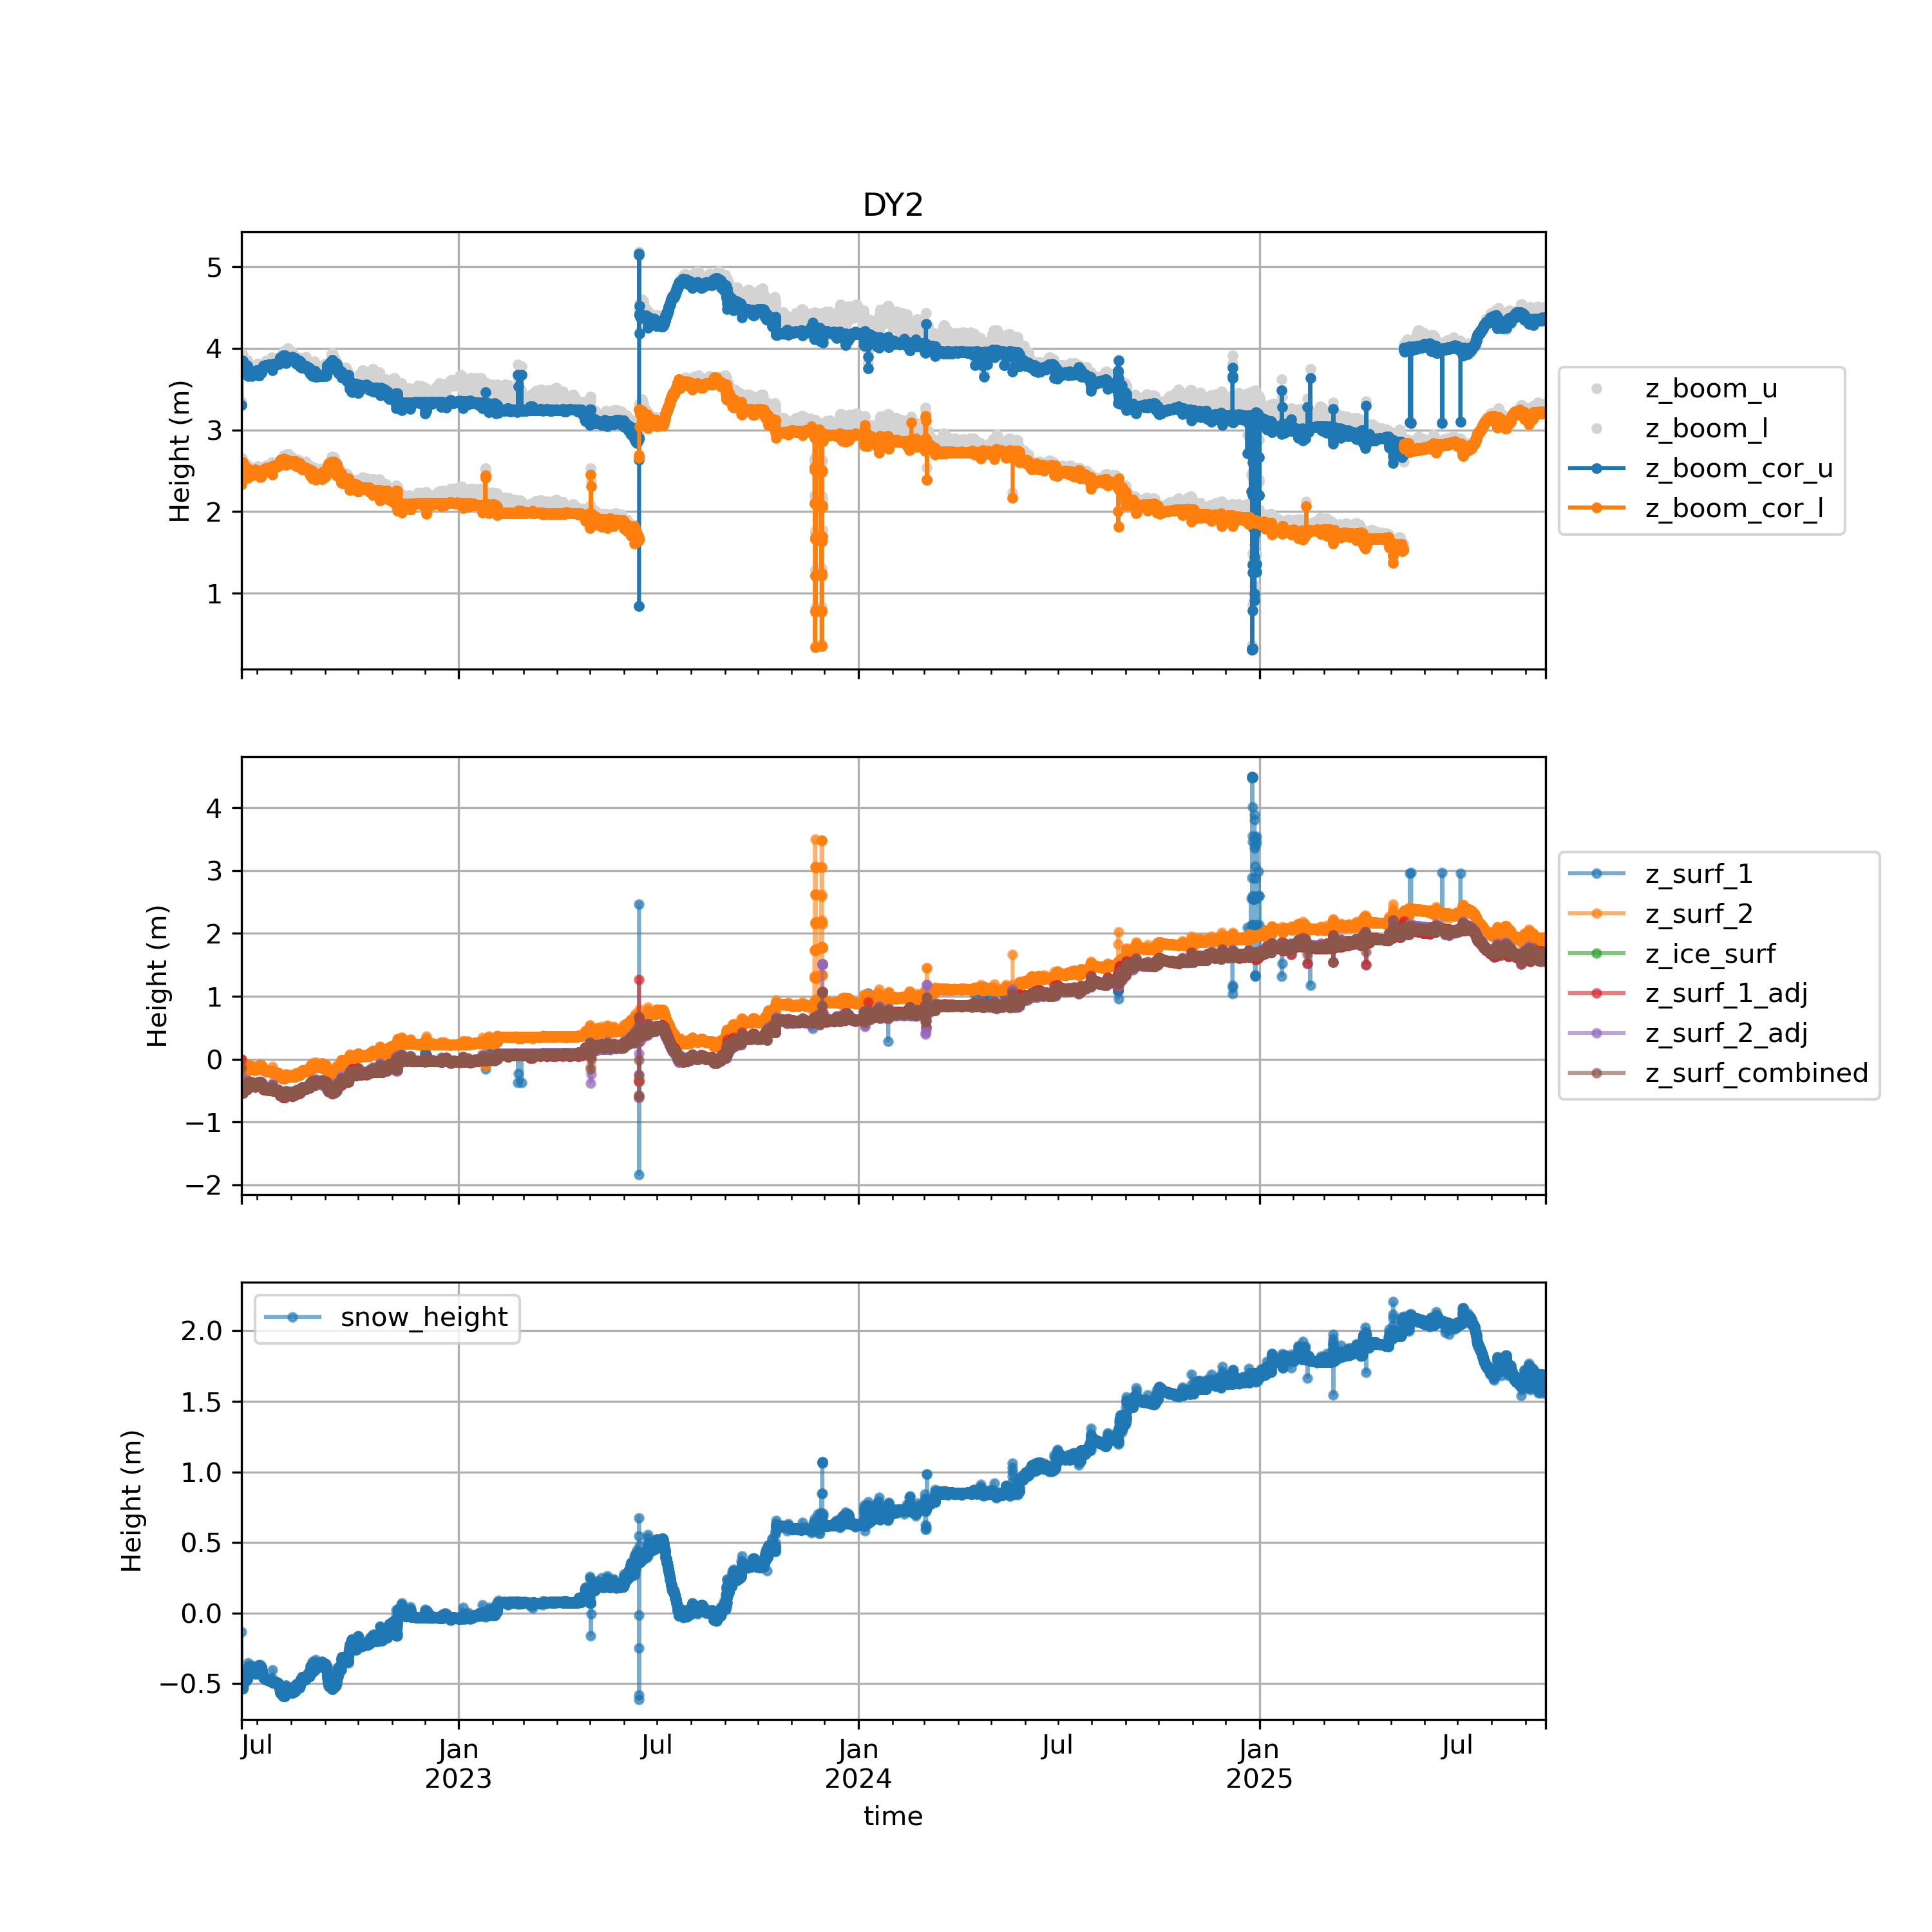 DY2
5
4
3
2
1
Height (m)
z_boom_u
z_boom_l
z_boom_cor_u
z_boom_cor_l
4
3
2
1
0
−1
−2
Height (m)
z_surf_1
z_surf_2
z_ice_surf
z_surf_1_adj
z_surf_2_adj
z_surf_combined
snow_height
2.0
1.5
1.0
0.5
0.0
−0.5
Height (m)
Jul Jan Jul Jan Jul Jan Jul
2023 2024 2025
time